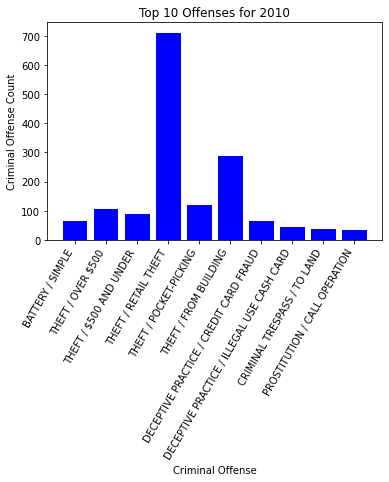 Top 10 Offenses for 2010
Criminal Offense Count
700
600
500
400
300
200
100
0
BATTERY / SIMPLE
THEFT / OVER $500
THEFT / $500 AND UNDER
THEFT / RETAIL THEFT
THEFT / POCKET-PICKING
THEFT / FROM BUILDING
DECEPTIVE PRACTICE / CREDIT CARD FRAUD
DECEPTIVE PRACTICE / ILLEGAL USE CASH CARD
CRIMINAL TRESPASS / TO LAND
PROSTITUTION / CALL OPERATION
Criminal Offense